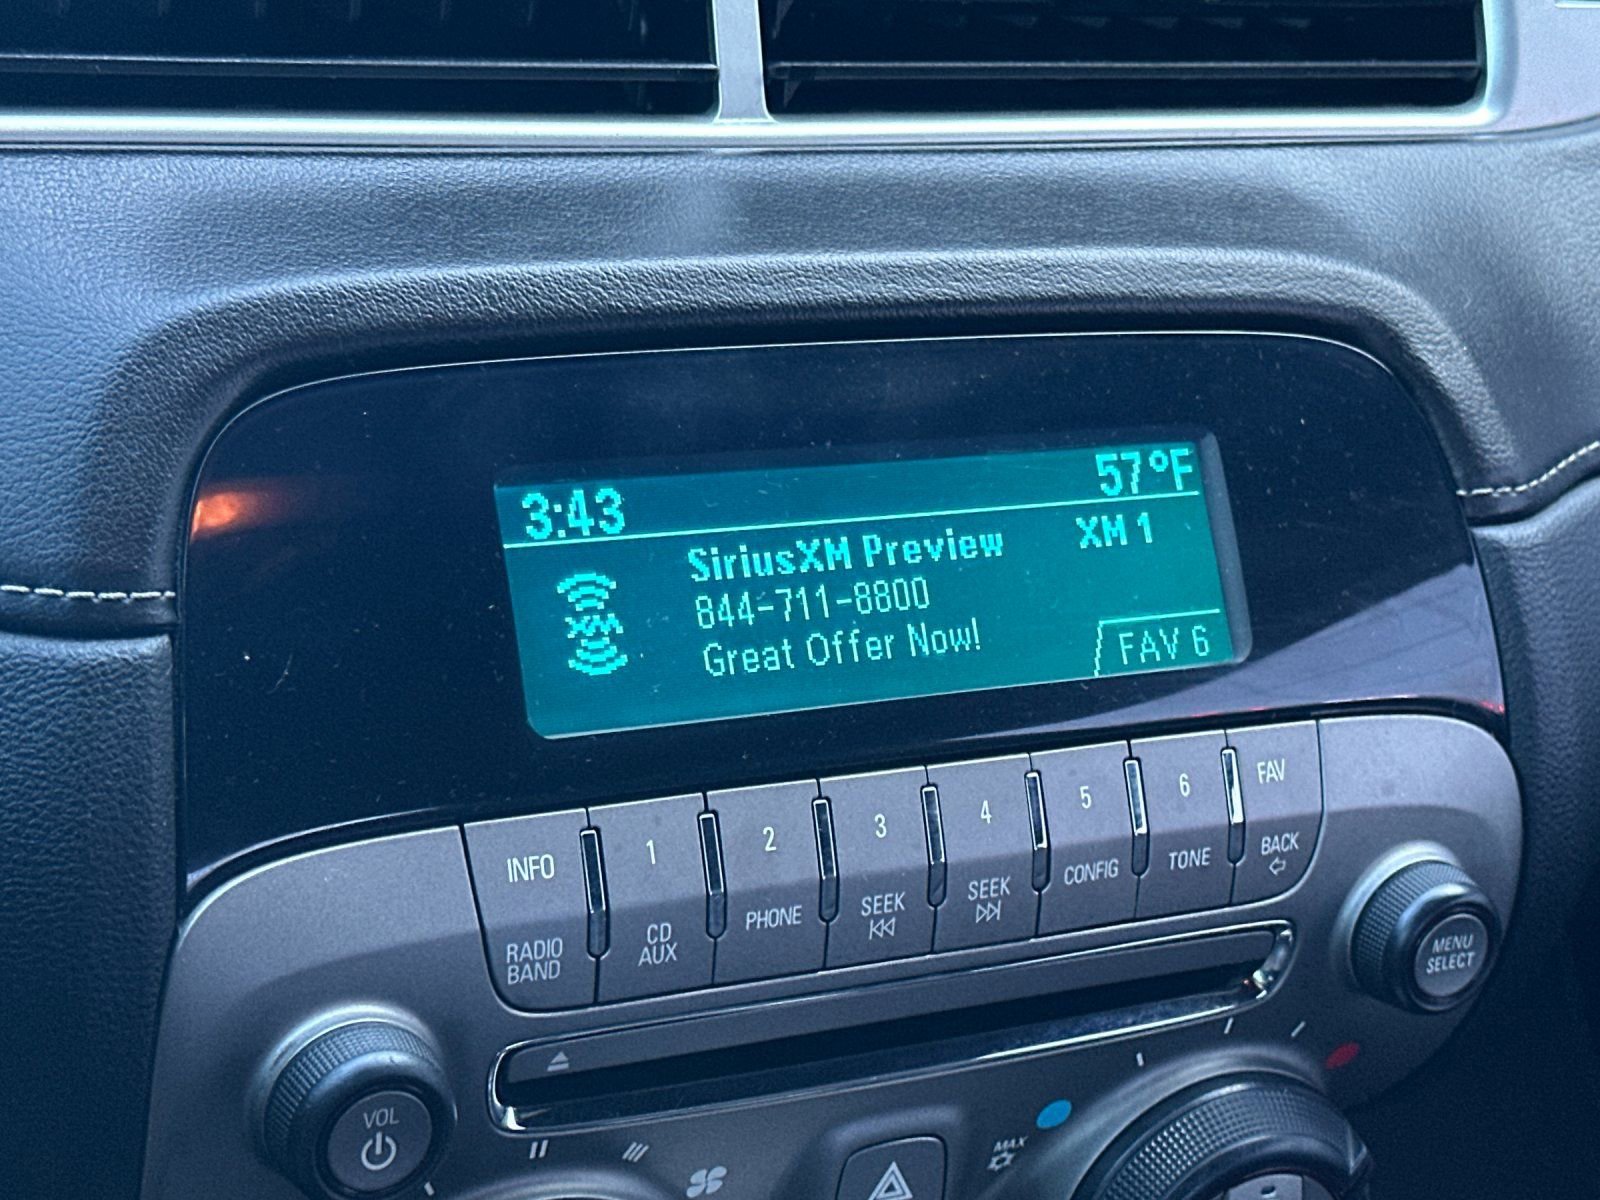 3:43 57°F
SiriusXM Preview XM 1
844-711-8800
XM
Great Offer Now!
FAV 6
INFO 1 2 3 4 5 6 FAV
RADIO BAND
CD AUX
PHONE
SEEK
SEEK
CONFIG
TONE
BACK
MENU
SELECT
VOL
MAX